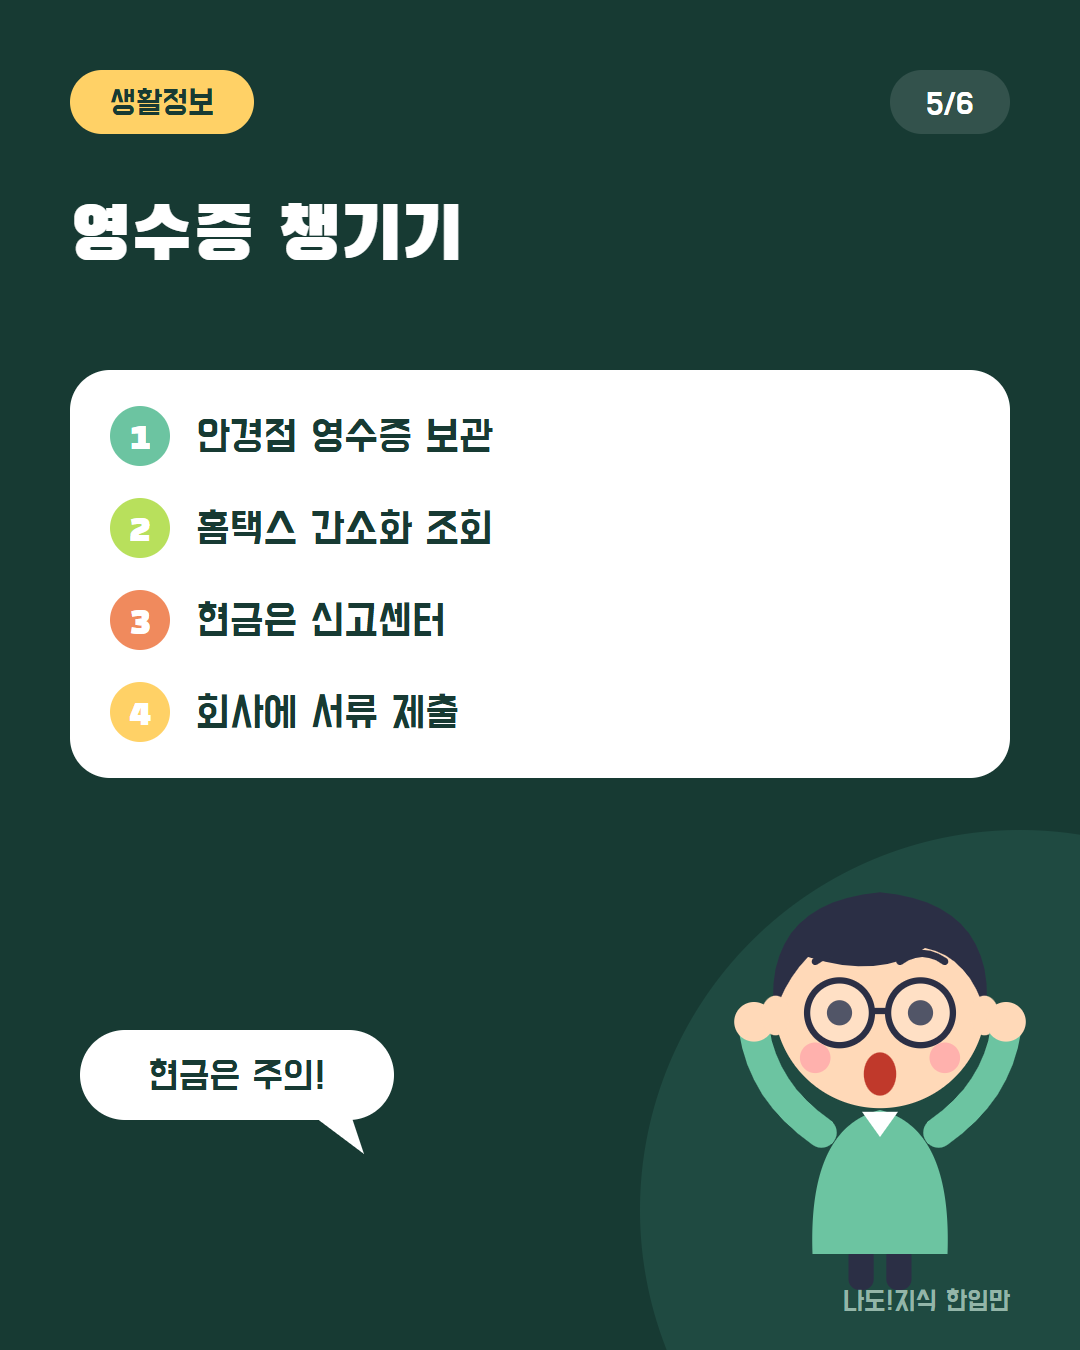 생활정보
5/6
영수증 챙기기
1 안경점 영수증 보관
2 홈택스 간소화 조회
3 현금은 신고센터
4 회사에 서류 제출
현금은 주의!
나도!지식 한입만